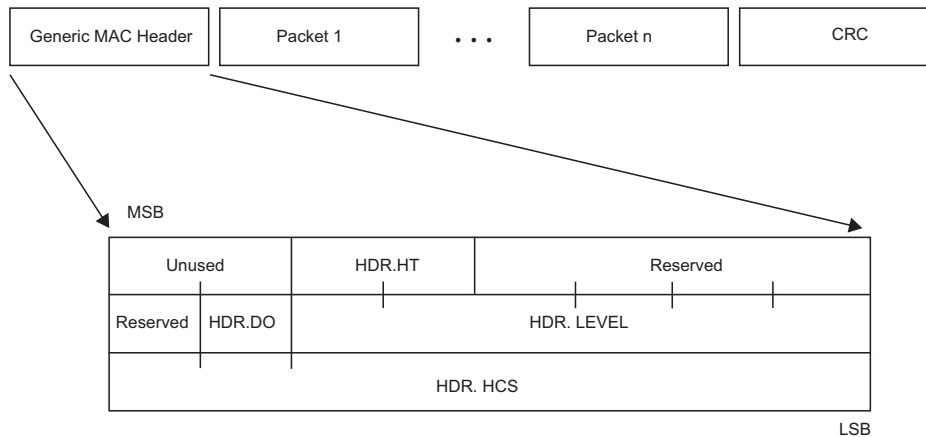 Generic MAC Header Packet 1 ... Packet n CRC
MSB
Unused HDR.HT Reserved
Reserved HDR.DO HDR. LEVEL
HDR. HCS
LSB